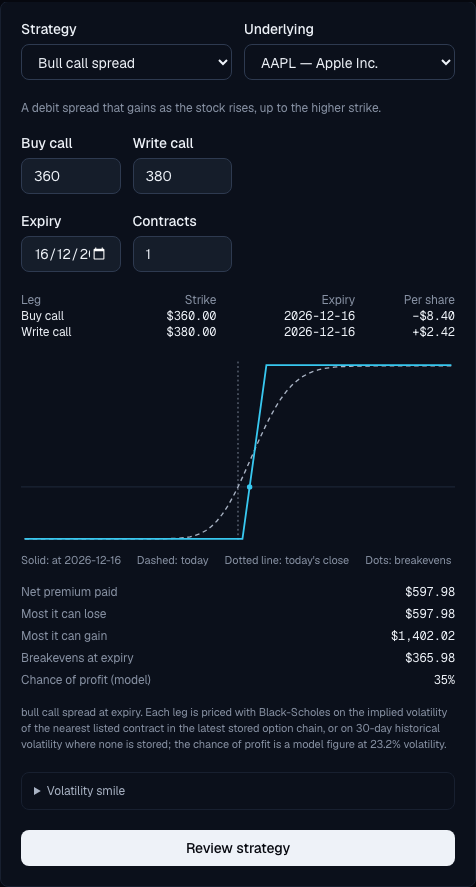 Strategy Underlying
Bull call spread AAPL — Apple Inc.
A debit spread that gains as the stock rises, up to the higher strike.
Buy call Write call
360 380
Expiry Contracts
16/12/2 1
Leg Strike Expiry Per share
Buy call $360.00 2026-12-16 −$8.40
Write call $380.00 2026-12-16 +$2.42
Solid: at 2026-12-16 Dashed: today Dotted line: today's close Dots: breakevens
Net premium paid $597.98
Most it can lose $597.98
Most it can gain $1,402.02
Breakevens at expiry $365.98
Chance of profit (model) 35%
bull call spread at expiry. Each leg is priced with Black-Scholes on the implied volatility
of the nearest listed contract in the latest stored option chain, or on 30-day historical
volatility where none is stored; the chance of profit is a model figure at 23.2% volatility.
Volatility smile
Review strategy